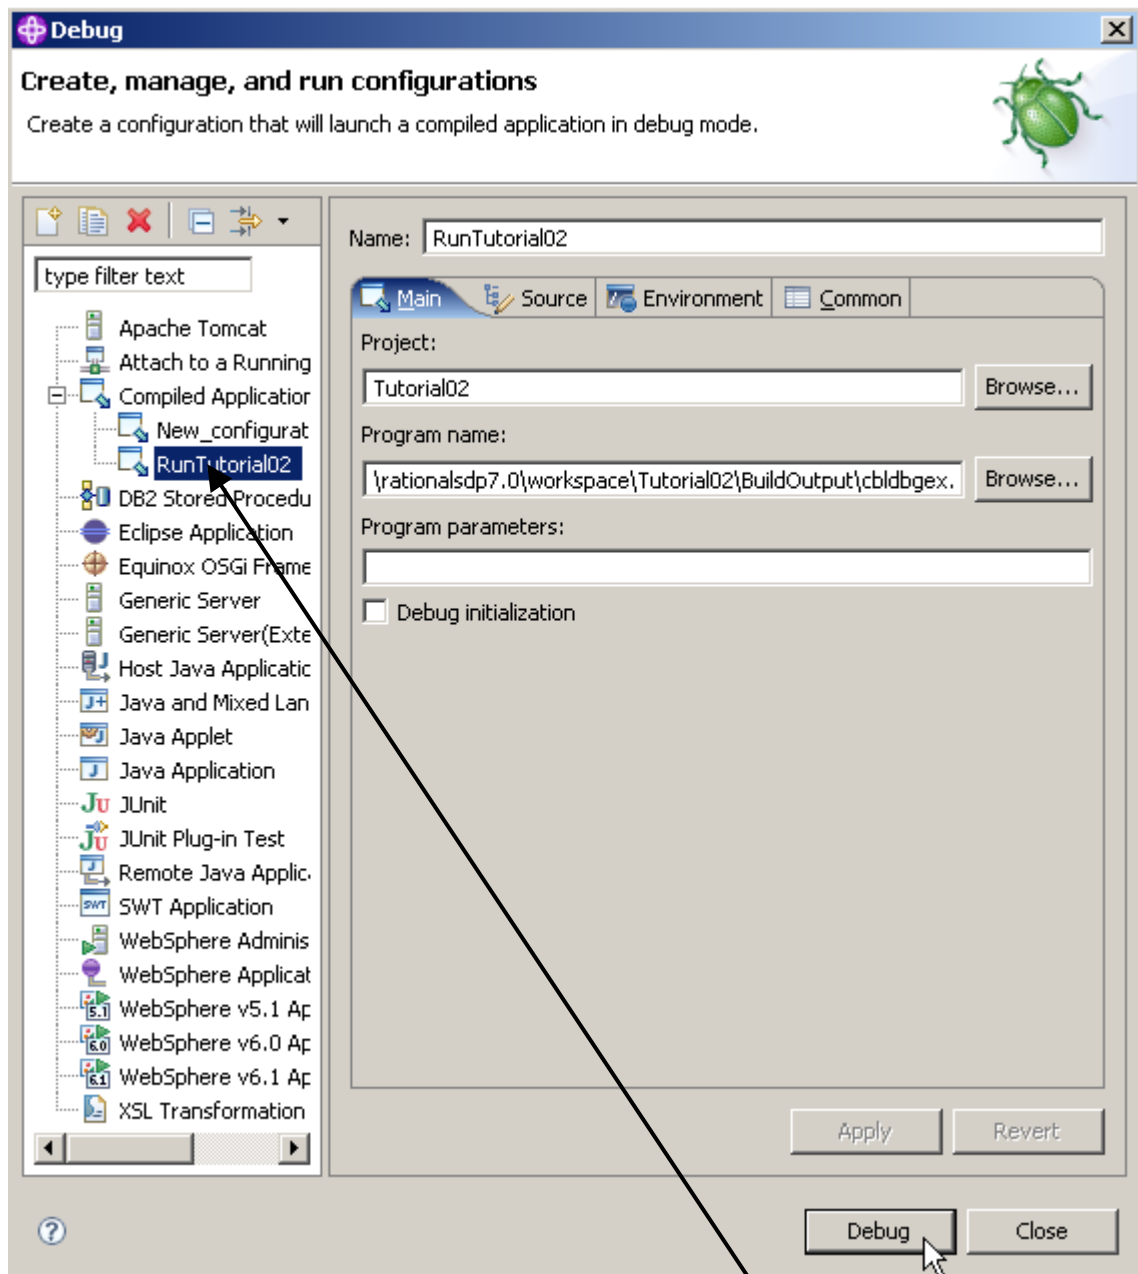 Debug
Create, manage, and run configurations
Create a configuration that will launch a compiled application in debug mode.
type filter text
Apache Tomcat
Attach to a Running
Compiled Application
New_configurat
RunTutorial02
DB2 Stored Procedu
Eclipse Application
Equinox OSGi Frame
Generic Server
Generic Server(Exte
Host Java Applicatic
Java and Mixed Lan
Java Applet
Java Application
JUnit
JUnit Plug-in Test
Remote Java Applic
SWT Application
WebSphere Adminis
WebSphere Applicat
WebSphere v5.1 Ap
WebSphere v6.0 Ap
WebSphere v6.1 Ap
XSL Transformation
Name: RunTutorial02
Main Source Environment Common
Project:
Tutorial02 Browse...
Program name:
\rationalsdp7.0\workspace\Tutorial02\BuildOutput\cbldbgex. Browse...
Program parameters:
Debug initialization
Apply Revert
Debug Close